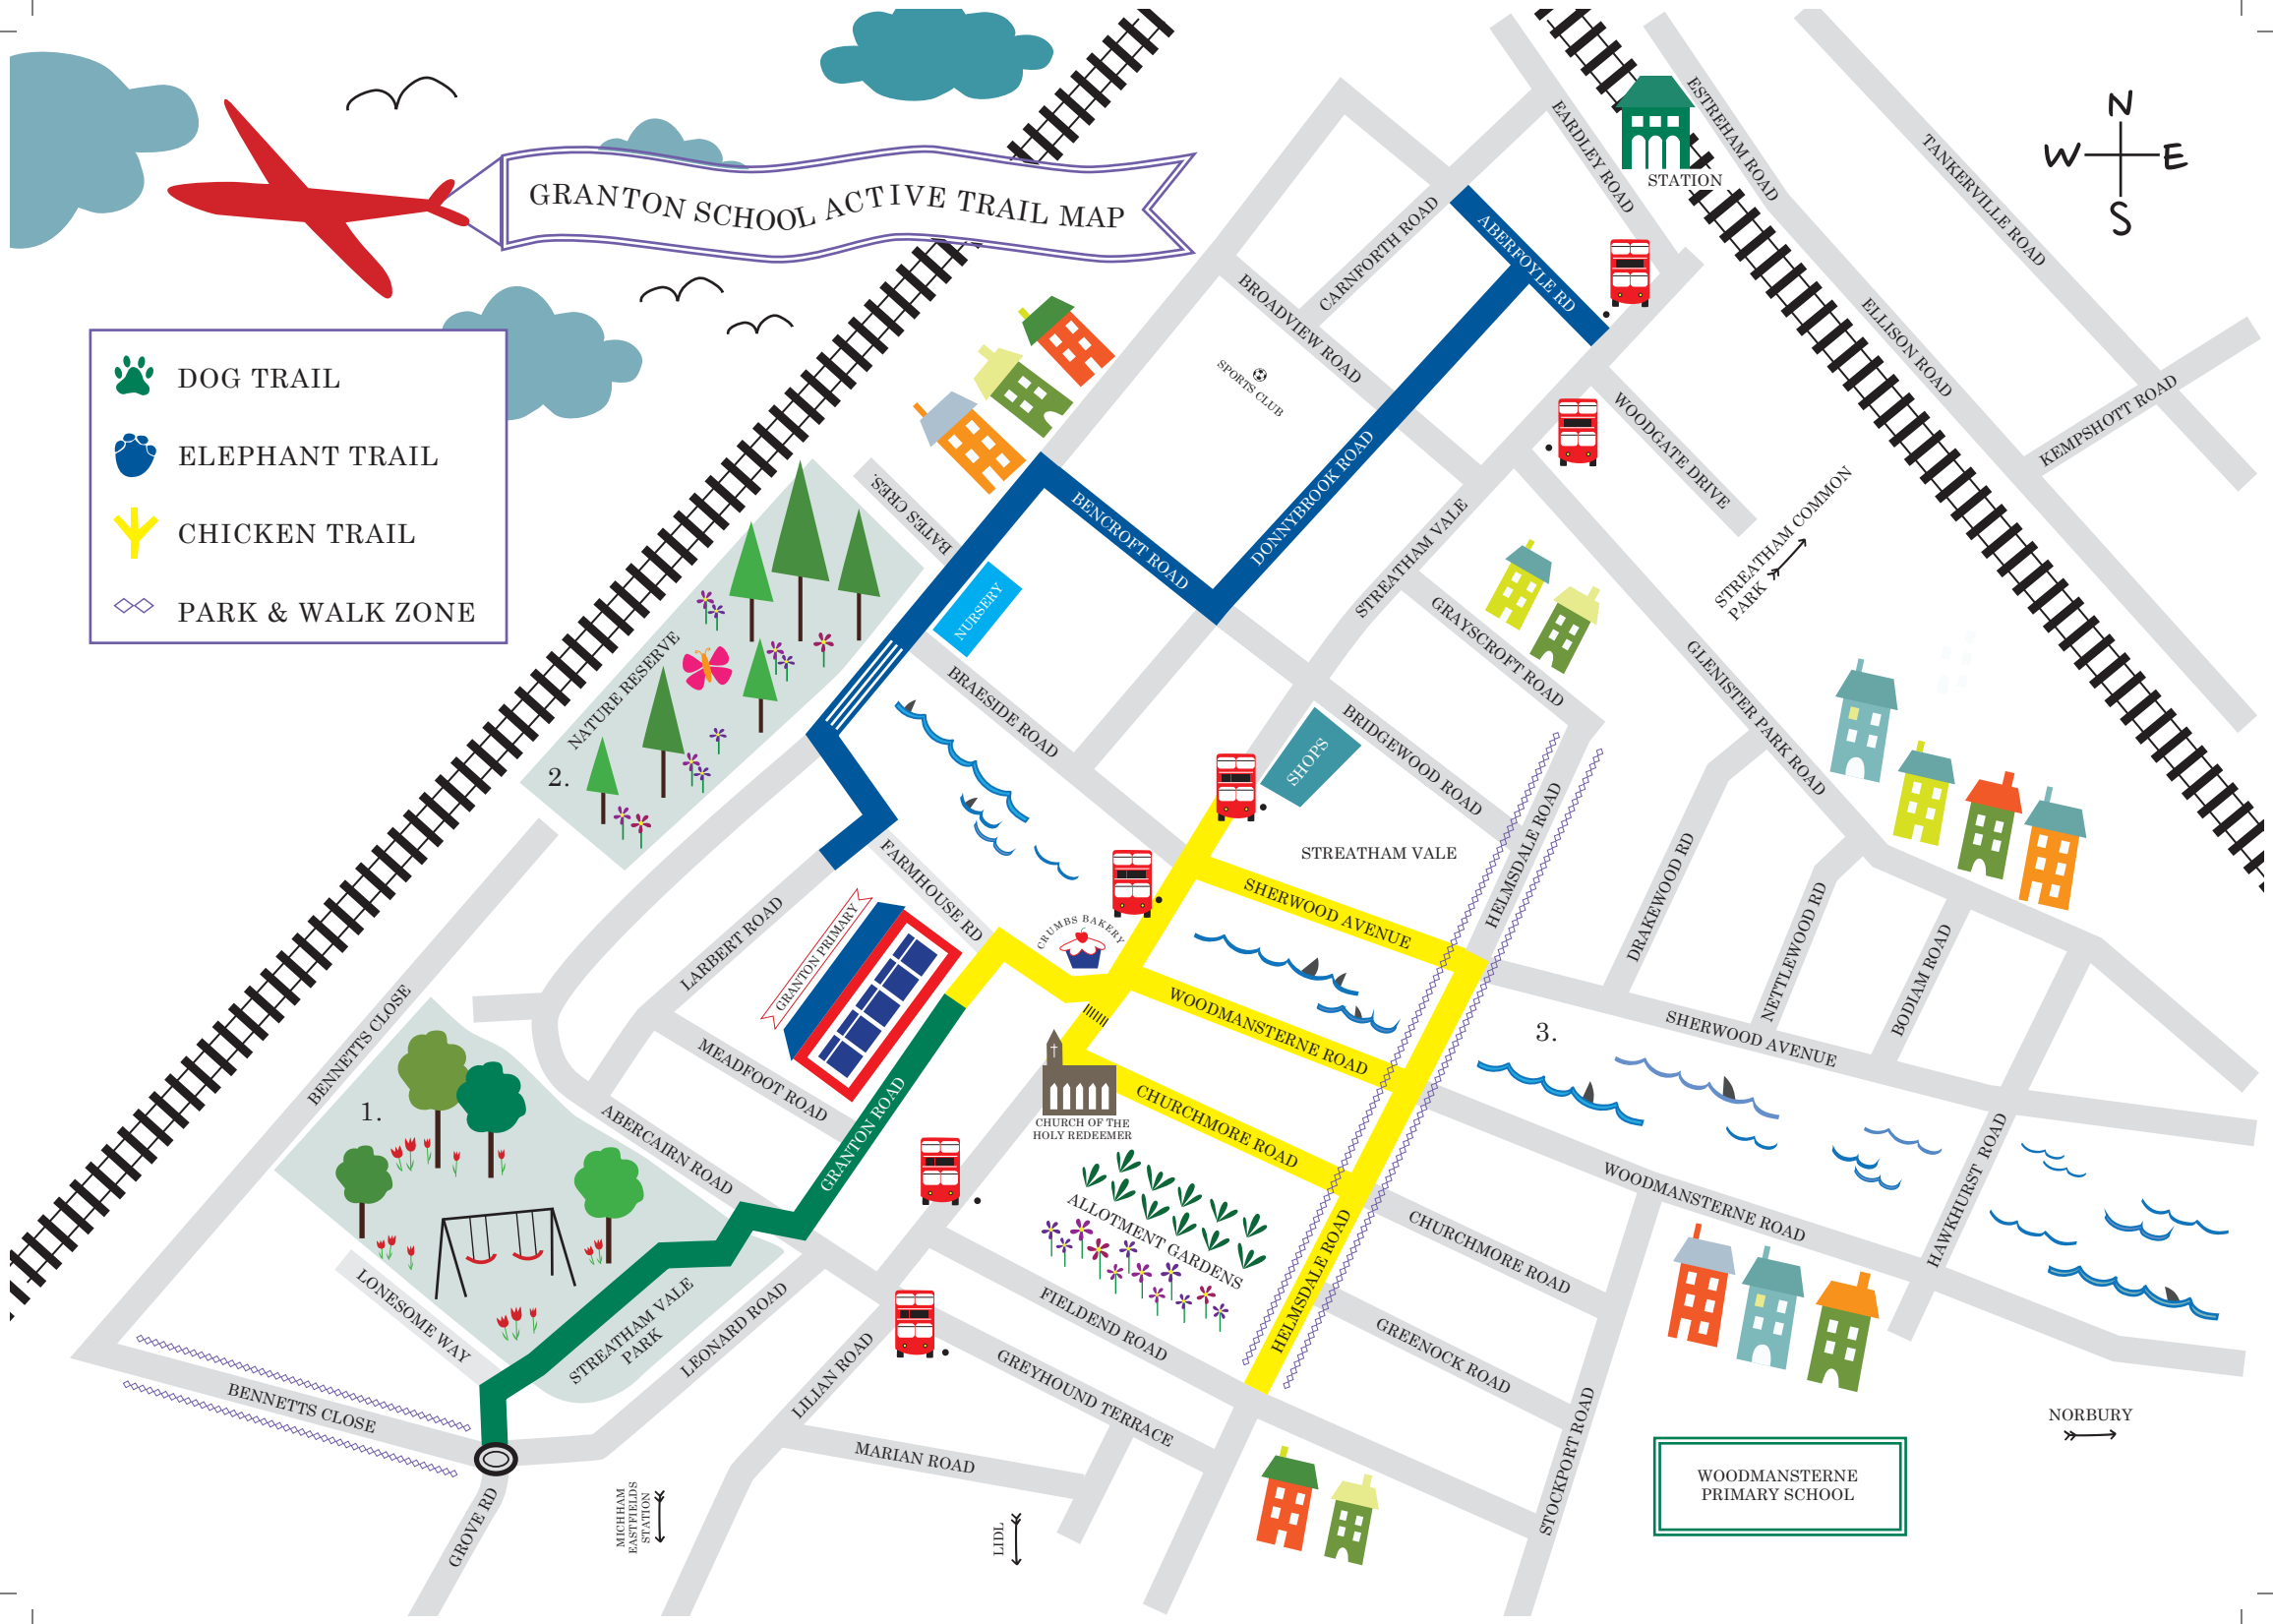 GRANTON SCHOOL ACTIVE TRAIL MAP
N
W E
S
DOG TRAIL
ELEPHANT TRAIL
CHICKEN TRAIL
PARK & WALK ZONE
STATION
EARDLEY ROAD
ESTREHAM ROAD
TANKERVILLE ROAD
ELLISON ROAD
KEMPSHOTT ROAD
ABERFOYLE RD
CARNFORTH ROAD
BROADVIEW ROAD
SPORTS CLUB
WOODGATE DRIVE
STREATHAM COMMON
PARK
BATES CRES.
BENCROFT ROAD
DONNYBROOK ROAD
STREATHAM VALE
GRAYSCROFT ROAD
GLENISTER PARK ROAD
NURSERY
NATURE RESERVE
2.
BRAESIDE ROAD
SHOPS
BRIDGEWOOD ROAD
HELMSDALE ROAD
STREATHAM VALE
DRAKEWOOD RD
NETTLEWOOD RD
BODIAM ROAD
FARMHOUSE RD
CRUMBS BAKERY
SHERWOOD AVENUE
LARBERT ROAD
GRANTON PRIMARY
WOODMANSTERNE ROAD
SHERWOOD AVENUE
3.
BENNETTS CLOSE
1.
MEADFOOT ROAD
ABERCAIRN ROAD
GRANTON ROAD
CHURCH OF THE
HOLY REDEEMER
CHURCHMORE ROAD
WOODMANSTERNE ROAD
HAWKHURST ROAD
ALLOTMENT GARDENS
CHURCHMORE ROAD
HELMSDALE ROAD
LONESOME WAY
STREATHAM VALE
PARK
LEONARD ROAD
LILIAN ROAD
FIELDEND ROAD
GREYHOUND TERRACE
GREENOCK ROAD
BENNETTS CLOSE
MARIAN ROAD
STOCKPORT ROAD
NORBURY
WOODMANSTERNE
PRIMARY SCHOOL
GROVE RD
MICHHAM
EASTFIELDS
STATION
LIDL